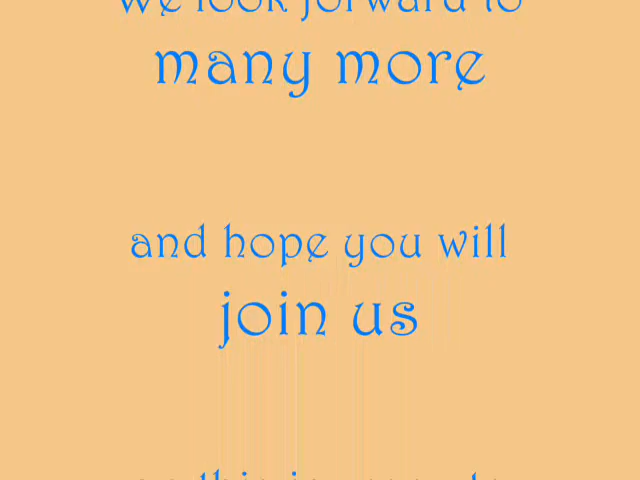 We look forward to
many more
and hope you will
join us